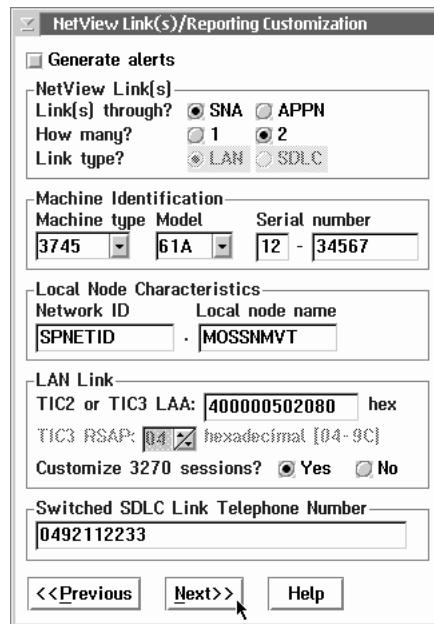 NetView Link(s)/Reporting Customization
Generate alerts
NetView Link(s)
Link(s) through? SNA APPN
How many? 1 2
Link type? LAN SDLC
Machine Identification
Machine type Model Serial number
3745 61A 12 - 34567
Local Node Characteristics
Network ID Local node name
SPNETID . MOSSNMVT
LAN Link
TIC2 or TIC3 LAA: 400000502080 hex
TIC3 RSAP: 04 hexadecimal [04-9C]
Customize 3270 sessions? Yes No
Switched SDLC Link Telephone Number
0492112233
<<Previous Next>> Help